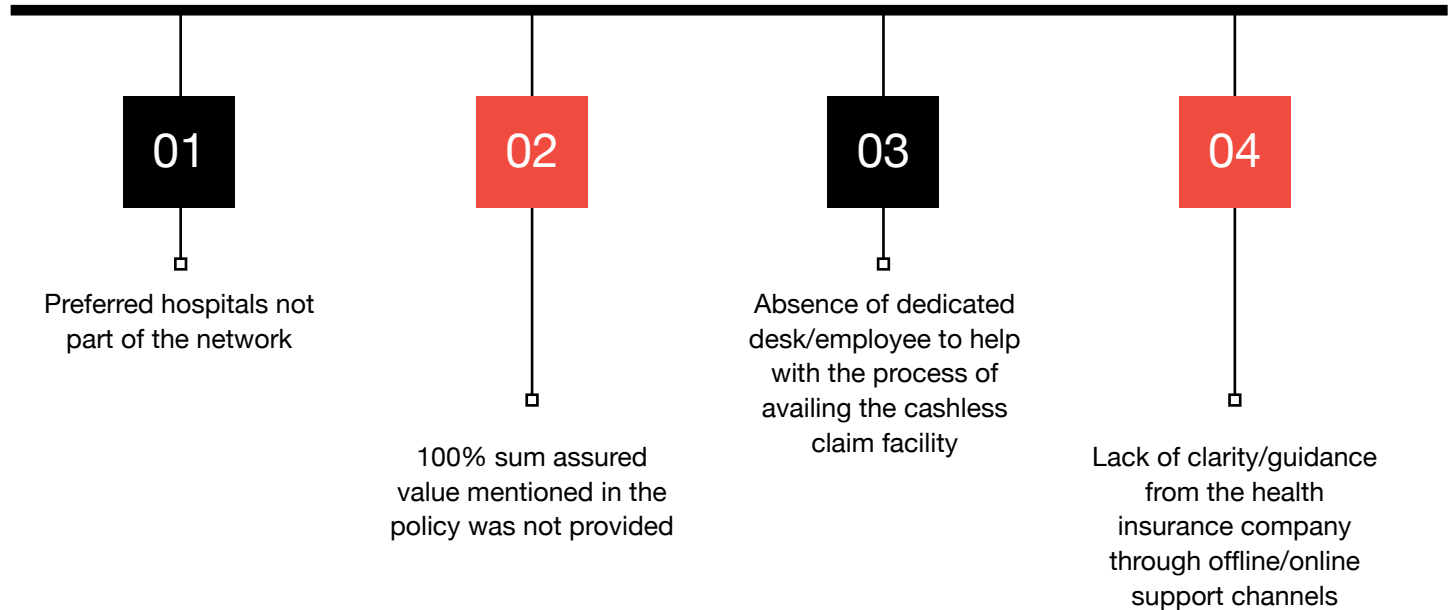 01
Preferred hospitals not
part of the network
02
100% sum assured
value mentioned in the
policy was not provided
03
Absence of dedicated
desk/employee to help
with the process of
availing the cashless
claim facility
04
Lack of clarity/guidance
from the health
insurance company
through offline/online
support channels